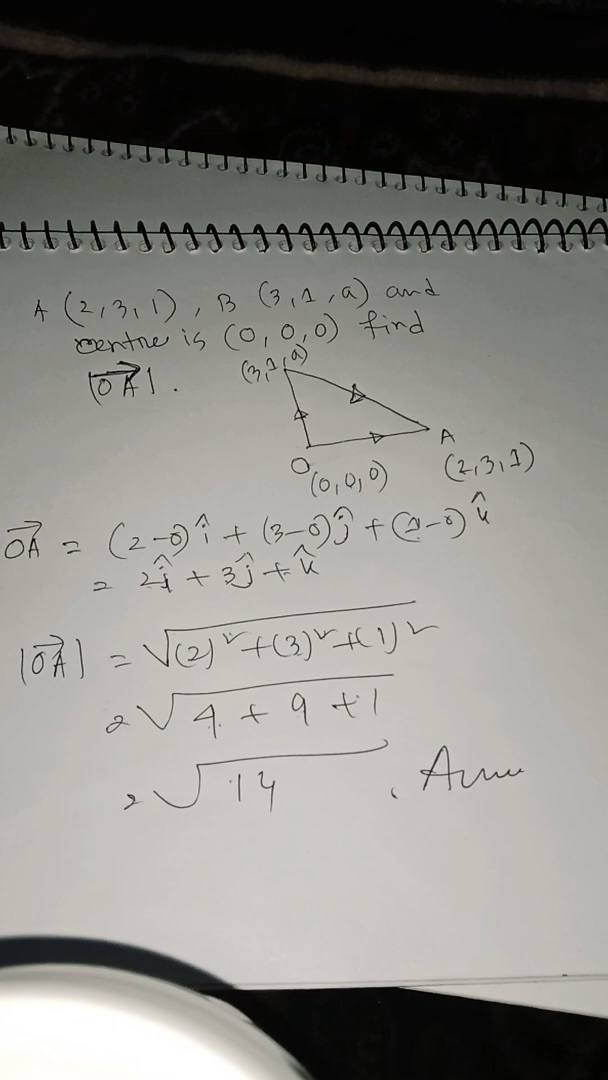 A (2,3,1), B (3,1,a) and
centre is (0,0,0) find
|OA→|.
(3,1,a)
A
O
(0,0,0)
(2,3,1)
OA→ = (2-0)î + (3-0)ĵ + (1-0)k̂
= 2î + 3ĵ + k̂
|OA→| = √(2)²+(3)²+(1)²
= √4+9+1
= √14